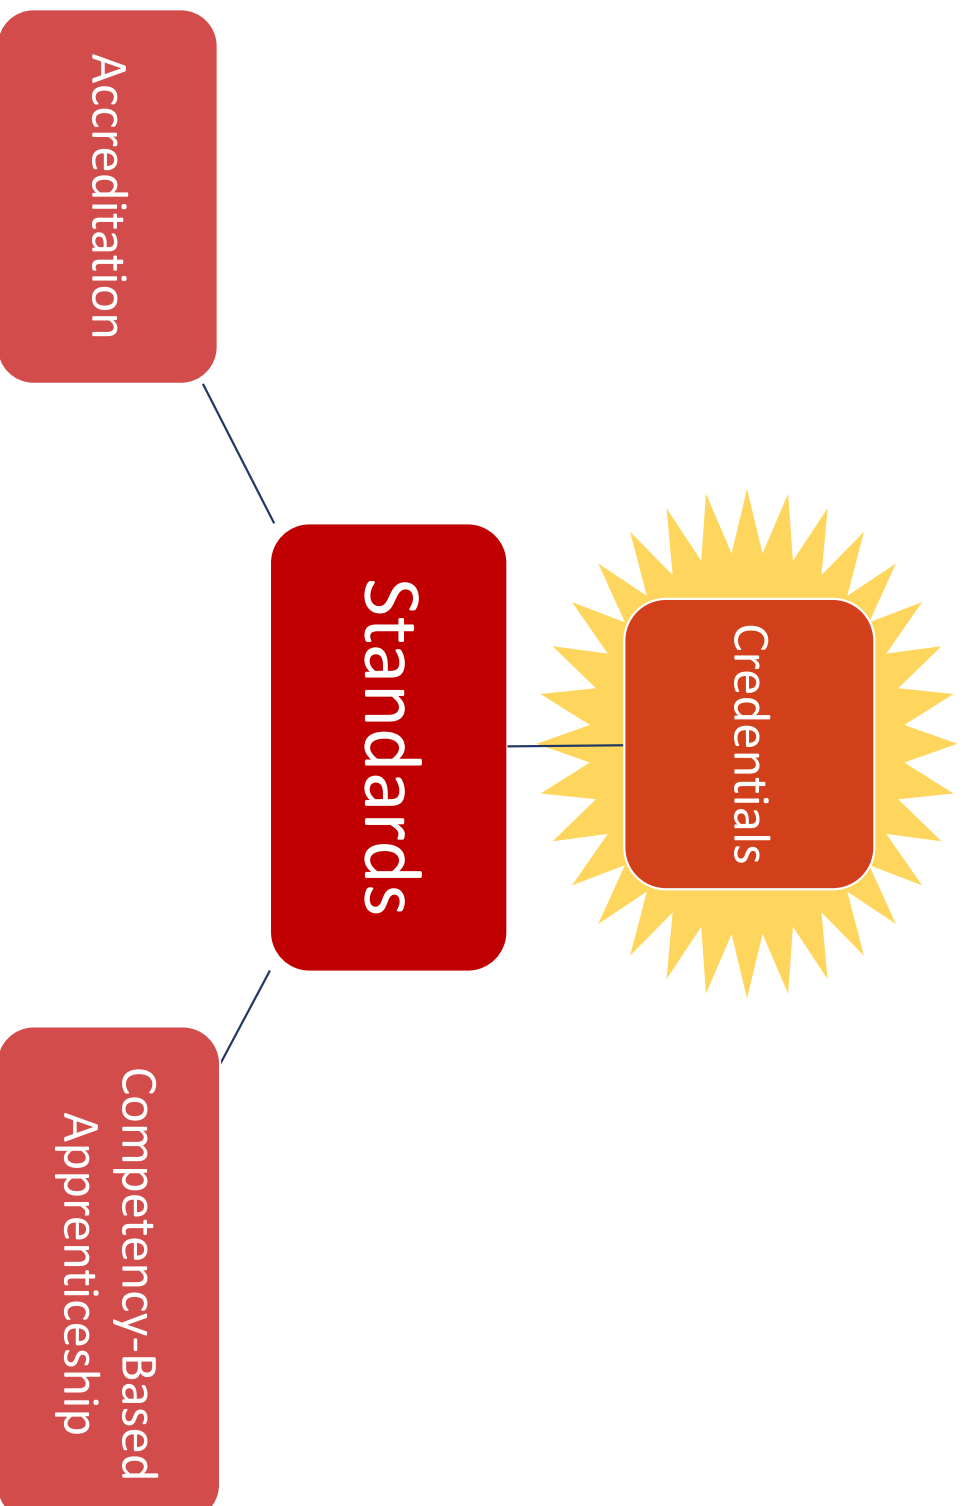 Credentials
Standards
Accreditation
Competency-Based
Apprenticeship